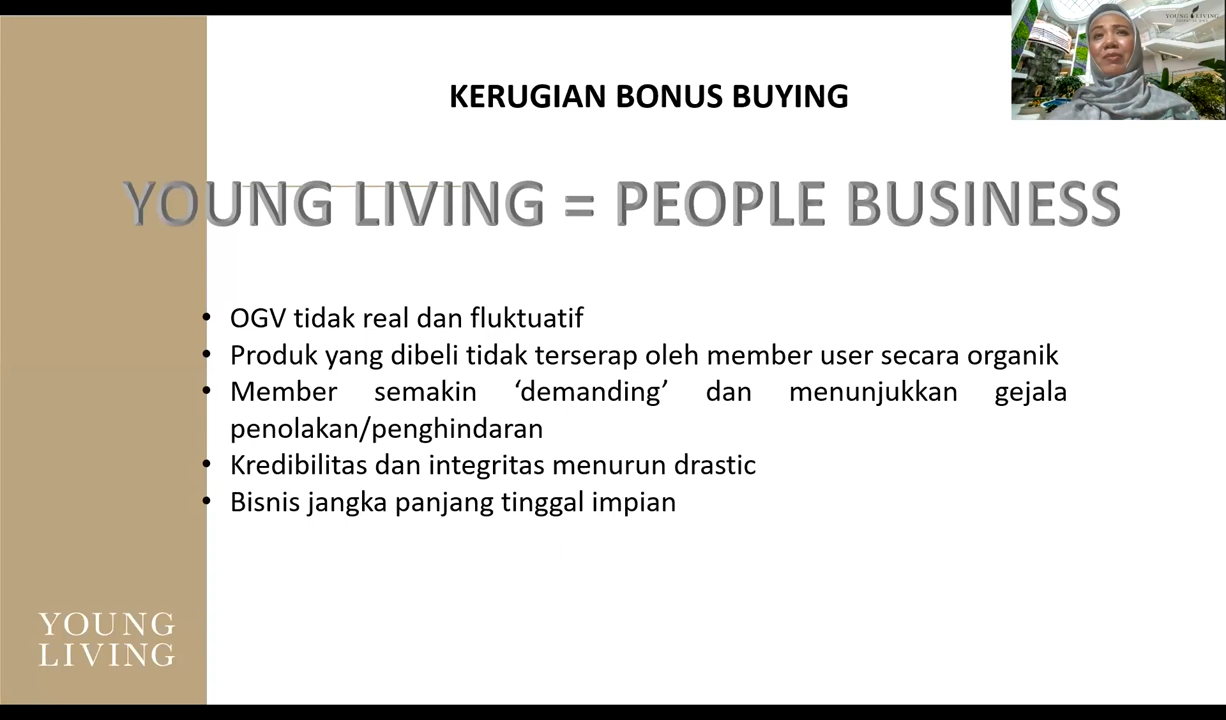 YOUNG LIVING
KERUGIAN BONUS BUYING
YOUNG LIVING = PEOPLE BUSINESS
• OGV tidak real dan fluktuatif
• Produk yang dibeli tidak terserap oleh member user secara organik
• Member semakin ‘demanding’ dan menunjukkan gejala
penolakan/penghindaran
• Kredibilitas dan integritas menurun drastic
• Bisnis jangka panjang tinggal impian
YOUNG
LIVING